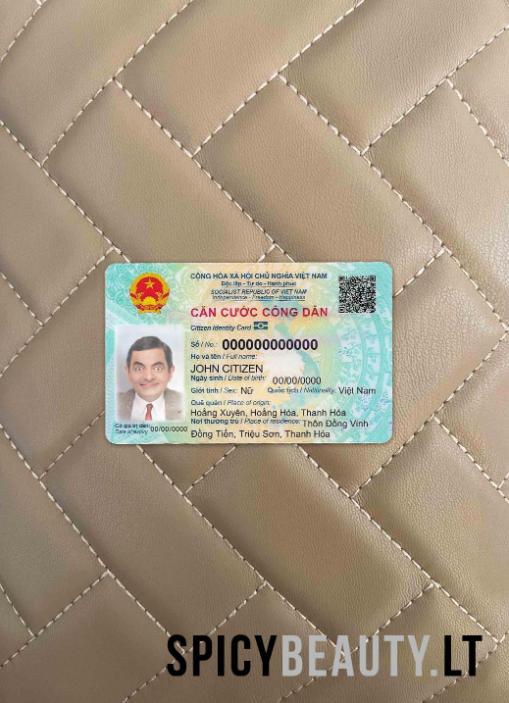 CỘNG HÒA XÃ HỘI CHỦ NGHĨA VIỆT NAM
Độc lập - Tự do - Hạnh phúc
SOCIALIST REPUBLIC OF VIET NAM
Independence - Freedom - Happiness
CĂN CƯỚC CÔNG DÂN
Citizen Identity Card
Số / No.: 000000000000
Họ và tên / Full name:
JOHN CITIZEN
Ngày sinh / Date of birth: 00/00/0000
Giới tính / Sex: Nữ Quốc tịch / Nationality: Việt Nam
Quê quán / Place of origin:
Hoằng Xuyên, Hoằng Hóa, Thanh Hóa
Nơi thường trú / Place of residence: Thôn Đồng Vinh
Đồng Tiến, Triệu Sơn, Thanh Hóa
Có giá trị đến:
Date of expiry: 00/00/0000
SPICYBEAUTY.LT